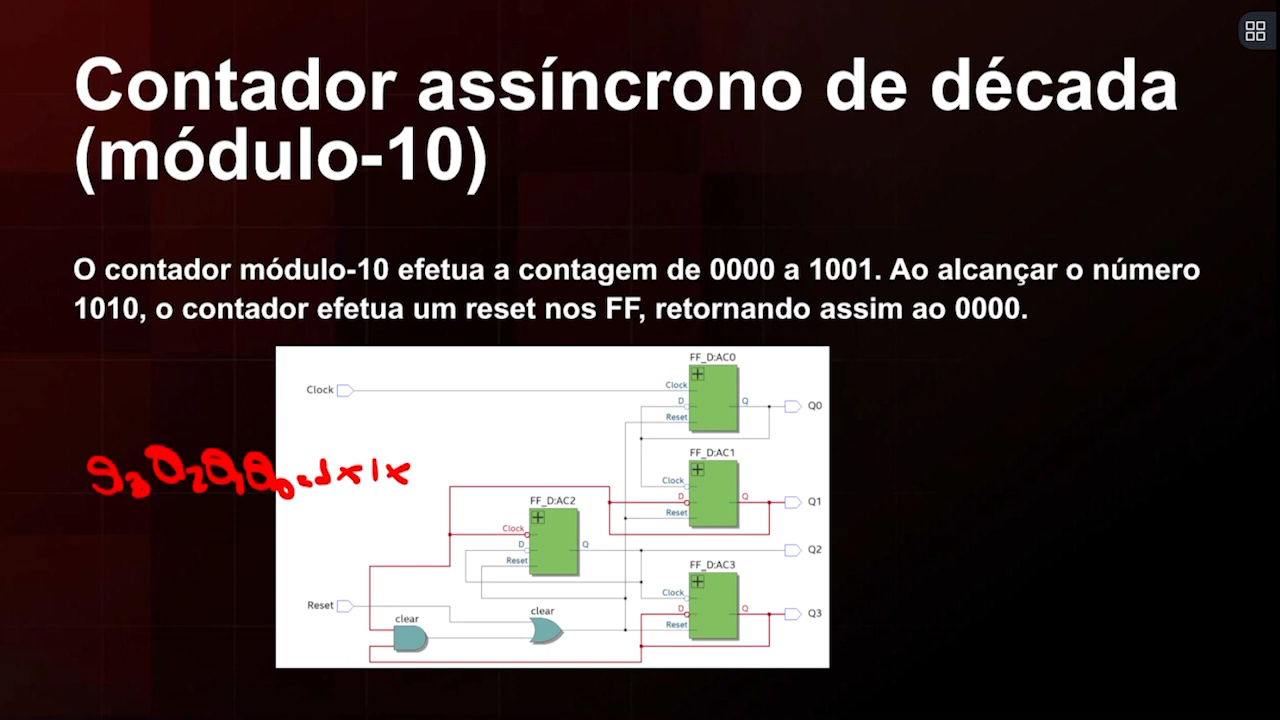 Contador assíncrono de década
(módulo-10)
O contador módulo-10 efetua a contagem de 0000 a 1001. Ao alcançar o número
1010, o contador efetua um reset nos FF, retornando assim ao 0000.
FF_D:AC0
Clock
Clock
D
Q
Q0
Reset
FF_D:AC1
Q3Q2Q1Q0=1x1x
Clock
D
Q
Q1
Reset
FF_D:AC2
Clock
D
Q
Q2
Reset
FF_D:AC3
Clock
Reset
D
Q
Q3
Reset
clear
clear